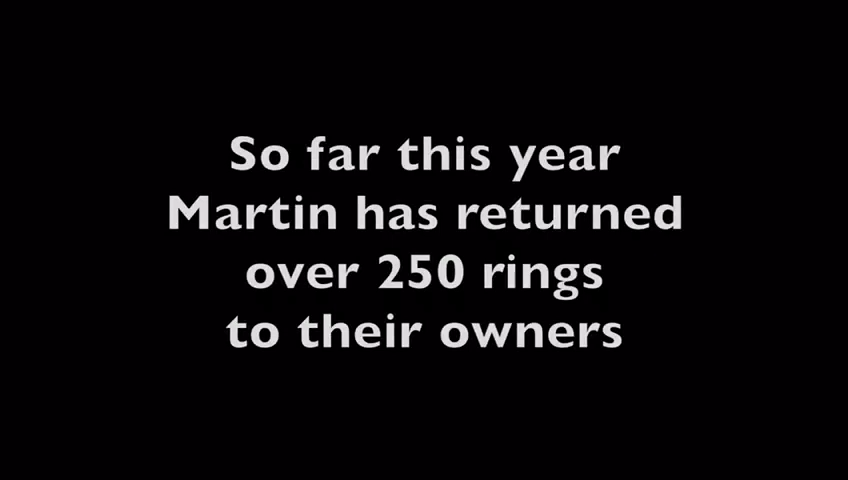 So far this year
Martin has returned
over 250 rings
to their owners